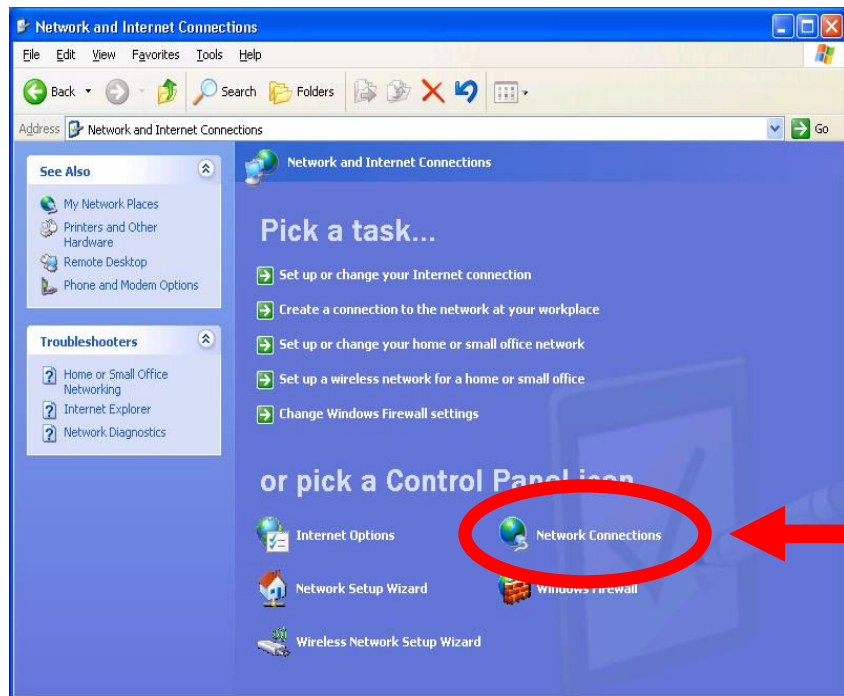 Network and Internet Connections
File Edit View Favorites Tools Help
Back Search Folders
Address Network and Internet Connections Go
See Also
My Network Places
Printers and Other
Hardware
Remote Desktop
Phone and Modem Options
Troubleshooters
Home or Small Office
Networking
Internet Explorer
Network Diagnostics
Network and Internet Connections
Pick a task...
Set up or change your Internet connection
Create a connection to the network at your workplace
Set up or change your home or small office network
Set up a wireless network for a home or small office
Change Windows Firewall settings
or pick a Control Panel icon
Internet Options
Network Connections
Network Setup Wizard
Windows Firewall
Wireless Network Setup Wizard